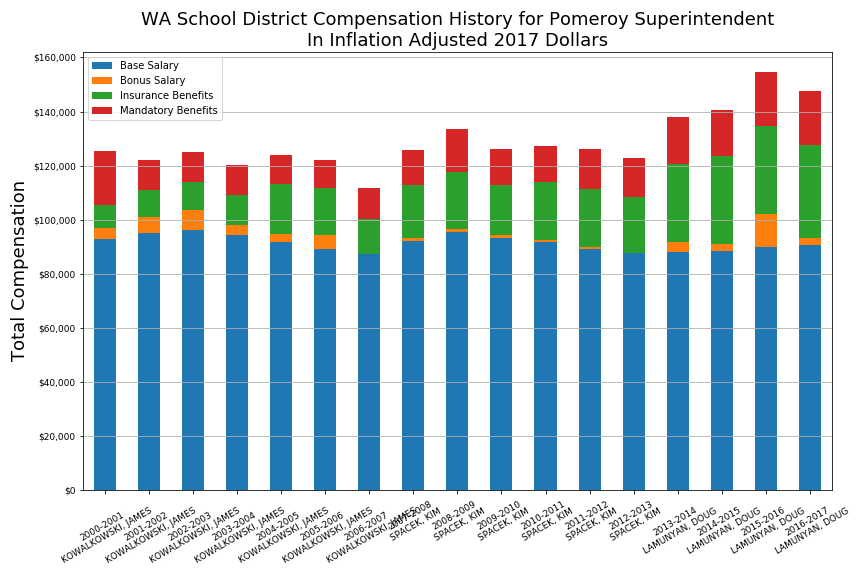 WA School District Compensation History for Pomeroy Superintendent
In Inflation Adjusted 2017 Dollars
Base Salary
Bonus Salary
Insurance Benefits
Mandatory Benefits
Total Compensation
$160,000
$140,000
$120,000
$100,000
$80,000
$60,000
$40,000
$20,000
$0
2000-2001
KOWALKOWSKI, JAMES
2001-2002
KOWALKOWSKI, JAMES
2002-2003
KOWALKOWSKI, JAMES
2003-2004
KOWALKOWSKI, JAMES
2004-2005
KOWALKOWSKI, JAMES
2005-2006
KOWALKOWSKI, JAMES
2006-2007
KOWALKOWSKI, JAMES
2007-2008
SPACEK, KIM
2008-2009
SPACEK, KIM
2009-2010
SPACEK, KIM
2010-2011
SPACEK, KIM
2011-2012
SPACEK, KIM
2012-2013
SPACEK, KIM
2013-2014
LAMUNYAN, DOUG
2014-2015
LAMUNYAN, DOUG
2015-2016
LAMUNYAN, DOUG
2016-2017
LAMUNYAN, DOUG